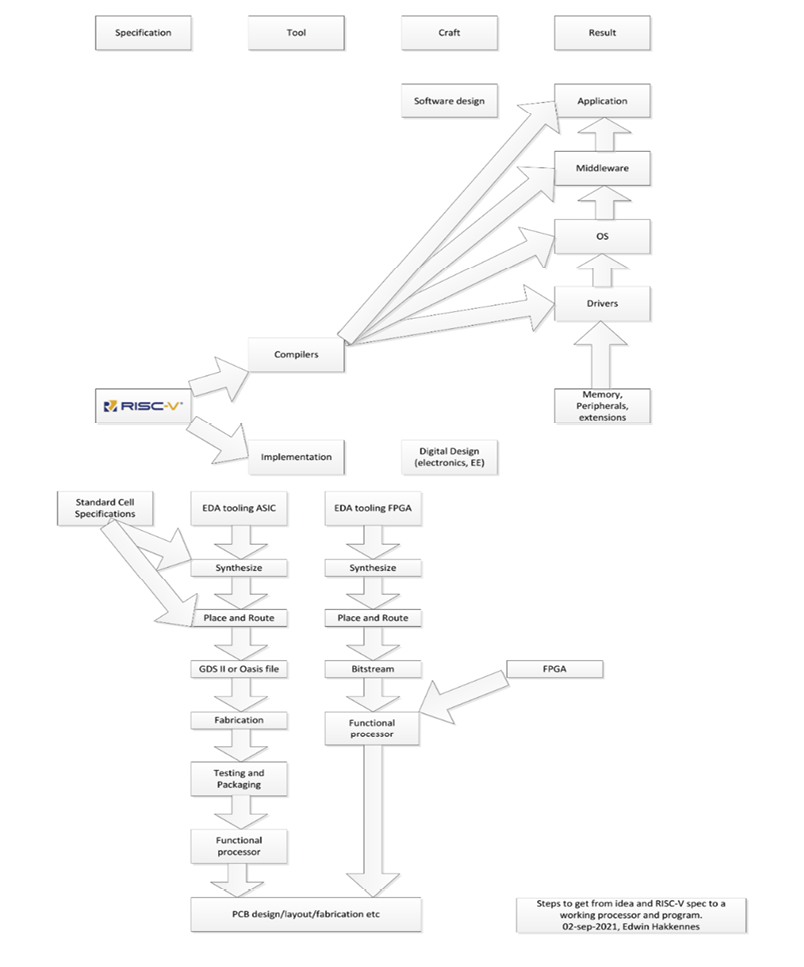 Specification
Tool
Craft
Result
Software design
Application
Middleware
OS
Drivers
Compilers
RISC-V®
Memory,
Peripherals,
extensions
Implementation
Digital Design
(electronics, EE)
Standard Cell
Specifications
EDA tooling ASIC
EDA tooling FPGA
Synthesize
Synthesize
Place and Route
Place and Route
GDS II or Oasis file
Bitstream
FPGA
Fabrication
Functional
processor
Testing and
Packaging
Functional
processor
PCB design/layout/fabrication etc
Steps to get from idea and RISC-V spec to a
working processor and program.
02-sep-2021, Edwin Hakkennes